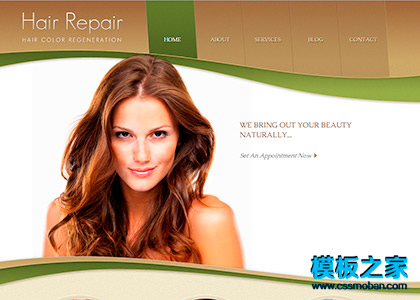 Hair Repair
HAIR COLOR REGENERATION
HOME
ABOUT
SERVICES
BLOG
CONTACT
WE BRING OUT YOUR BEAUTY
NATURALLY...
Set An Appointment Now
模板之家
www.cssmoban.com